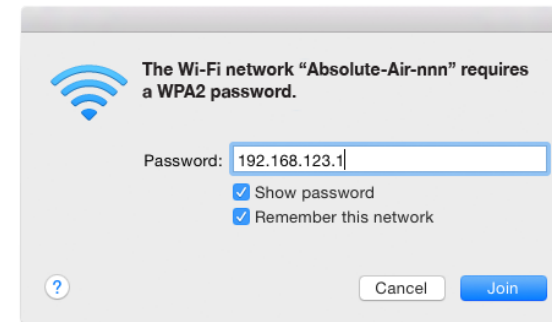 The Wi-Fi network “Absolute-Air-nnn” requires
a WPA2 password.
Password: 192.168.123.1
Show password
Remember this network
? Cancel Join